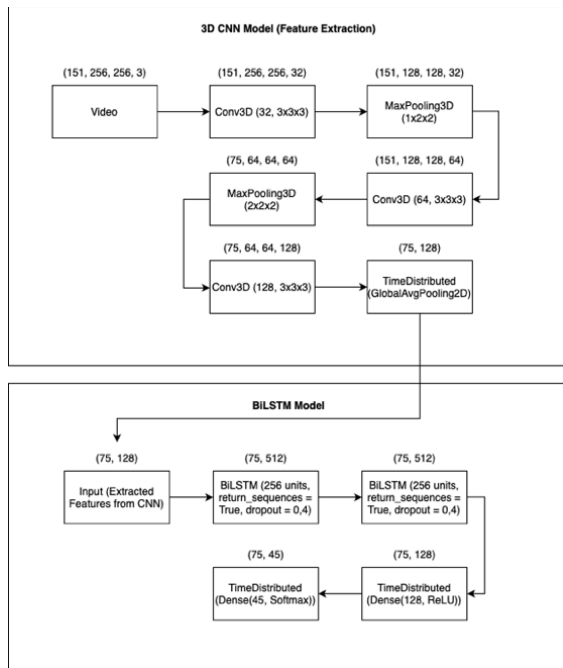 3D CNN Model (Feature Extraction)
(151, 256, 256, 3)
Video
(151, 256, 256, 32)
Conv3D (32, 3x3x3)
(151, 128, 128, 32)
MaxPooling3D
(1x2x2)
(151, 128, 128, 64)
Conv3D (64, 3x3x3)
(75, 64, 64, 64)
MaxPooling3D
(2x2x2)
(75, 64, 64, 128)
Conv3D (128, 3x3x3)
(75, 128)
TimeDistributed
(GlobalAvgPooling2D)
BiLSTM Model
(75, 128)
Input (Extracted
Features from CNN)
(75, 512)
BiLSTM (256 units,
return_sequences =
True, dropout = 0,4)
(75, 512)
BiLSTM (256 units,
return_sequences =
True, dropout = 0,4)
(75, 128)
TimeDistributed
(Dense(128, ReLU))
(75, 45)
TimeDistributed
(Dense(45, Softmax))